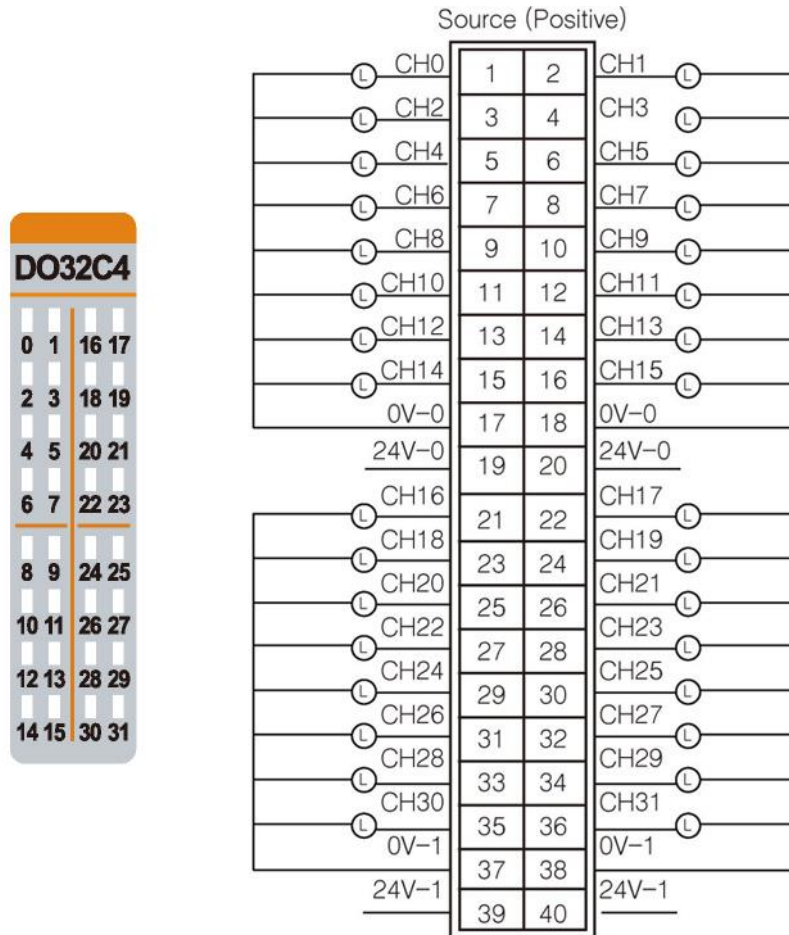 Source (Positive)
CH0 1 2 CH1
L L
CH2 3 4 CH3
L L
CH4 5 6 CH5
L L
CH6 7 8 CH7
L L
CH8 9 10 CH9
L L
CH10 11 12 CH11
L L
CH12 13 14 CH13
L L
CH14 15 16 CH15
L L
0V-0 17 18 0V-0
24V-0 19 20 24V-0
CH16 21 22 CH17
L L
CH18 23 24 CH19
L L
CH20 25 26 CH21
L L
CH22 27 28 CH23
L L
CH24 29 30 CH25
L L
CH26 31 32 CH27
L L
CH28 33 34 CH29
L L
CH30 35 36 CH31
L L
0V-1 37 38 0V-1
24V-1 39 40 24V-1
DO32C4
0 1 16 17
2 3 18 19
4 5 20 21
6 7 22 23
8 9 24 25
10 11 26 27
12 13 28 29
14 15 30 31